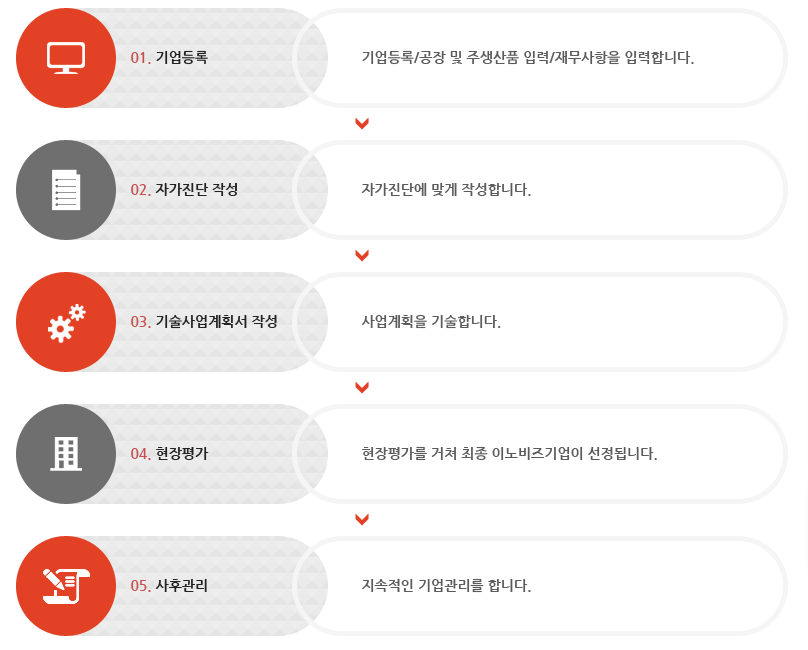 01. 기업등록
기업등록/공장 및 주생산품 입력/재무사항을 입력합니다.
02. 자가진단 작성
자가진단에 맞게 작성합니다.
03. 기술사업계획서 작성
사업계획을 기술합니다.
04. 현장평가
현장평가를 거쳐 최종 이노비즈기업이 선정됩니다.
05. 사후관리
지속적인 기업관리를 합니다.